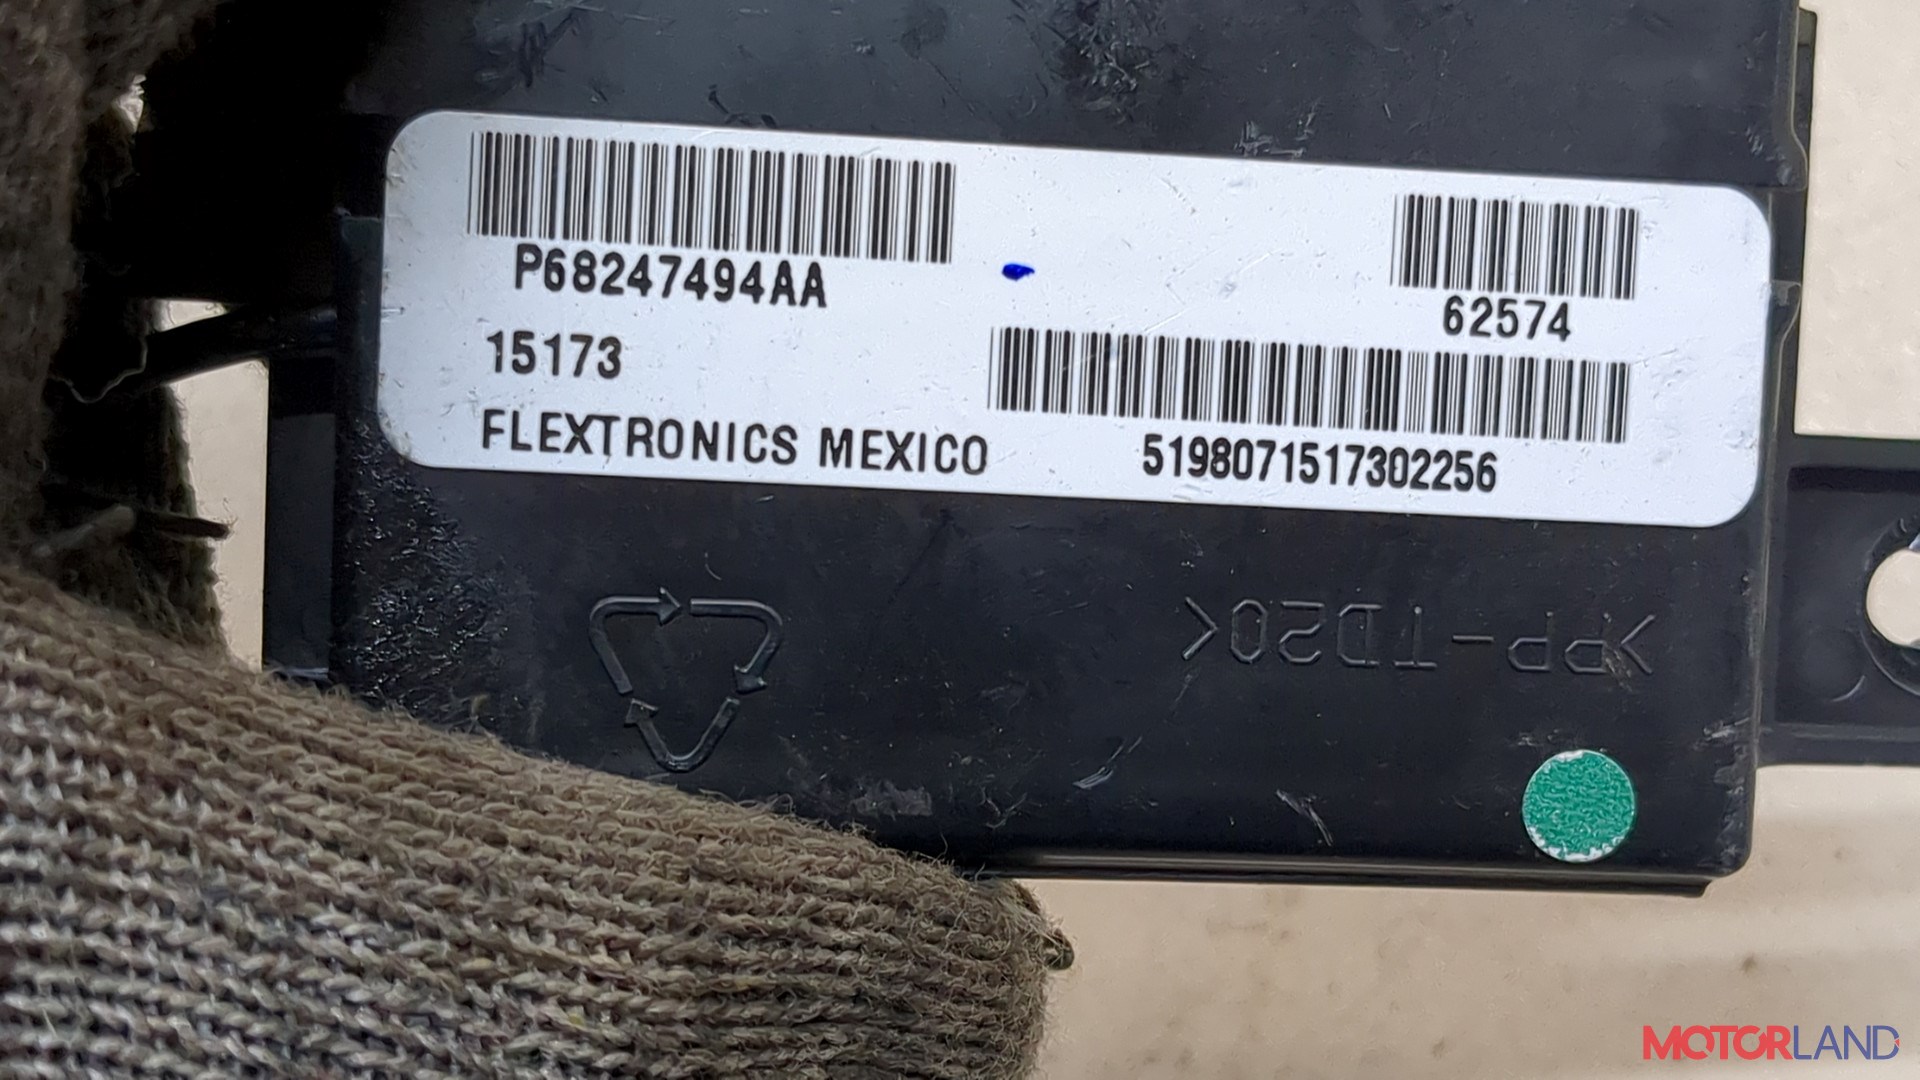 P68247494AA
62574
15173
FLEXTRONICS MEXICO
5198071517302256
>PP-TD20<
MOTORLAND